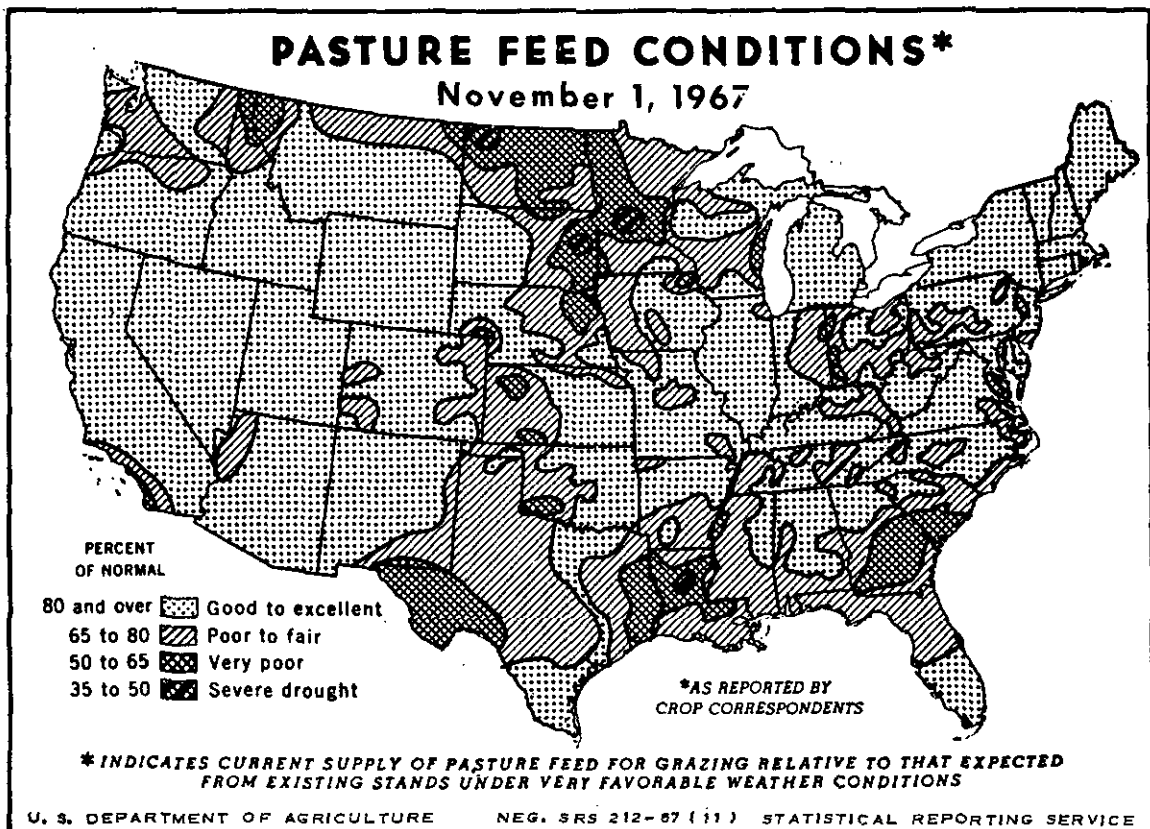 PASTURE FEED CONDITIONS*
November 1, 1967
PERCENT
OF NORMAL
80 and over Good to excellent
65 to 80 Poor to fair
50 to 65 Very poor
35 to 50 Severe drought
*AS REPORTED BY
CROP CORRESPONDENTS
* INDICATES CURRENT SUPPLY OF PASTURE FEED FOR GRAZING RELATIVE TO THAT EXPECTED
FROM EXISTING STANDS UNDER VERY FAVORABLE WEATHER CONDITIONS
U. S. DEPARTMENT OF AGRICULTURE NEG. SRS 212-67 (11) STATISTICAL REPORTING SERVICE